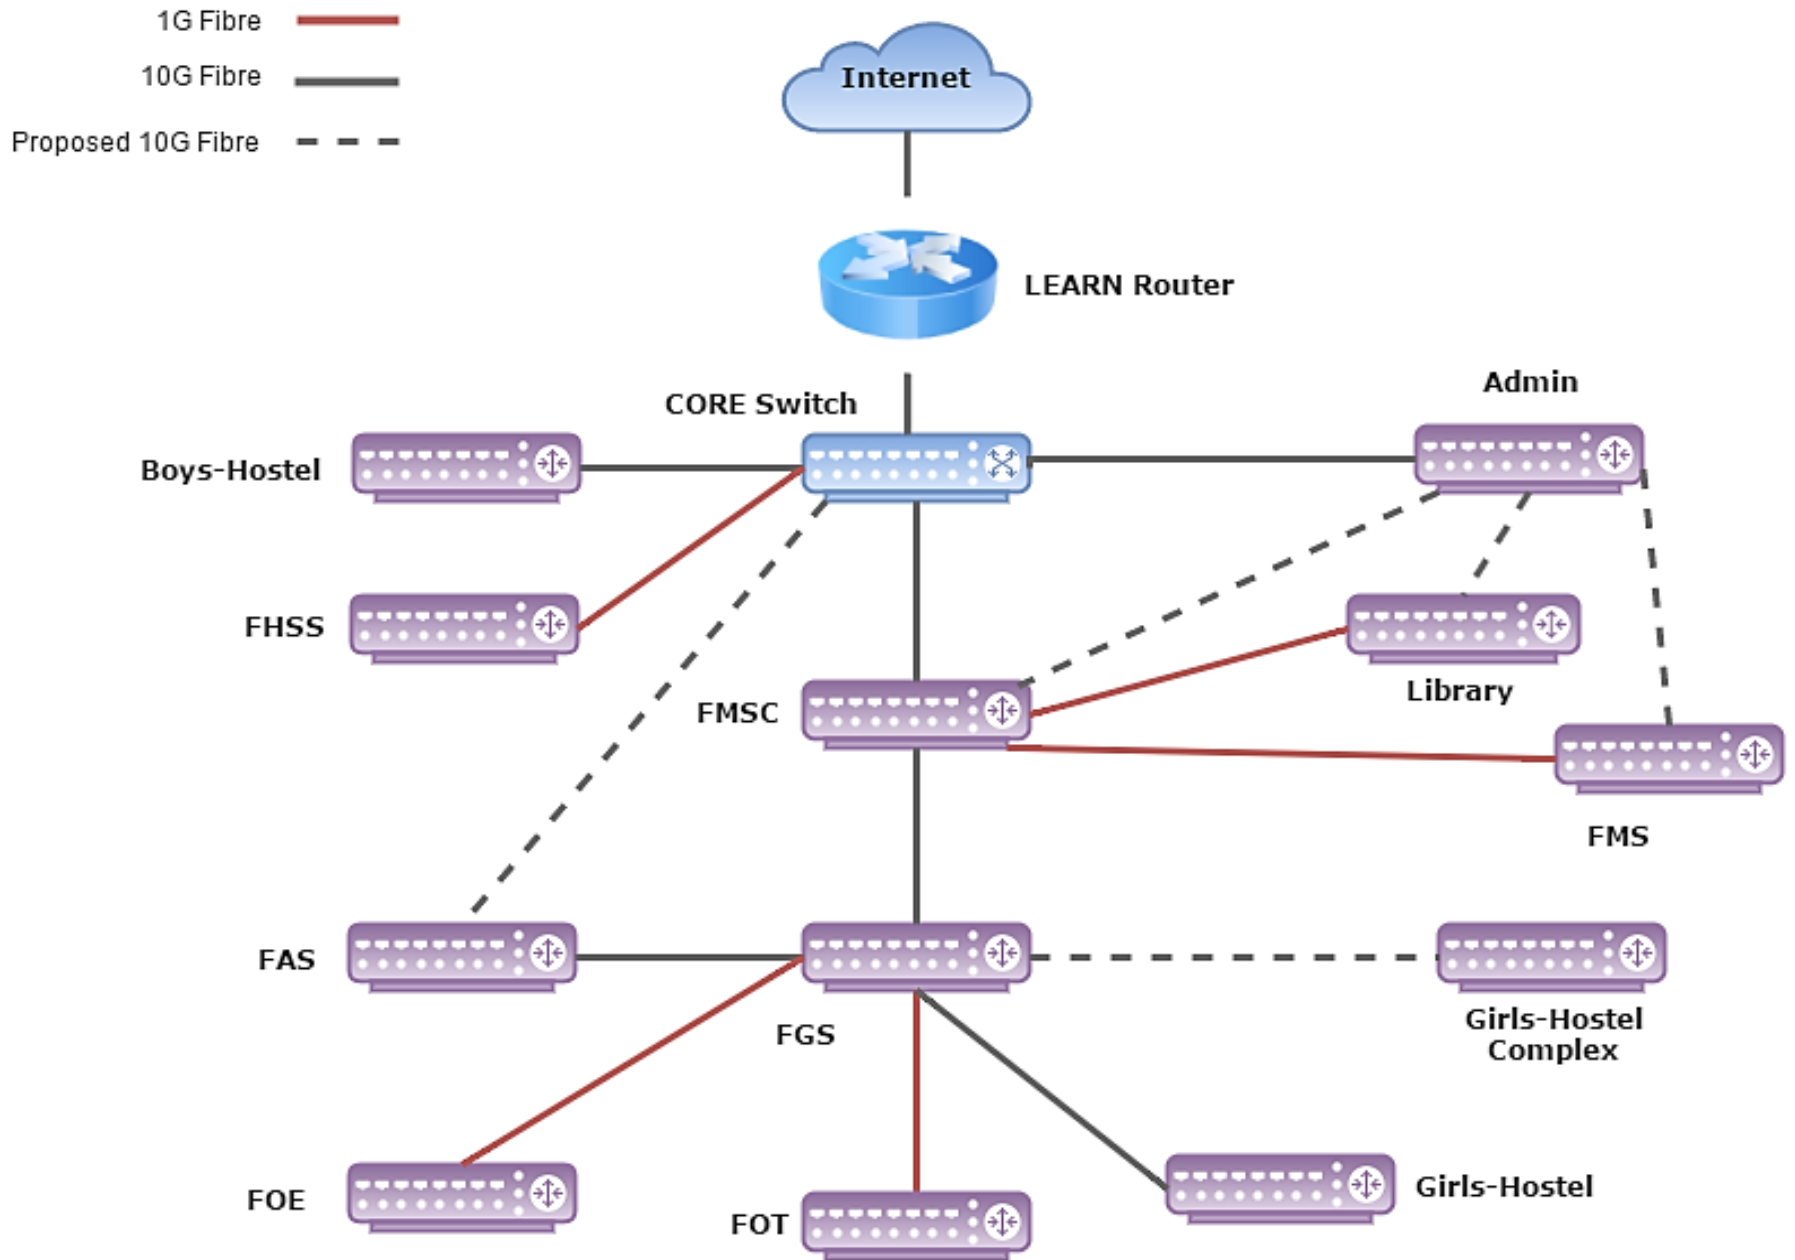 1G Fibre
10G Fibre
Proposed 10G Fibre
Internet
LEARN Router
CORE Switch
Admin
Boys-Hostel
FHSS
Library
FMSC
FMS
FAS
FGS
Girls-Hostel
Complex
FOE
FOT
Girls-Hostel